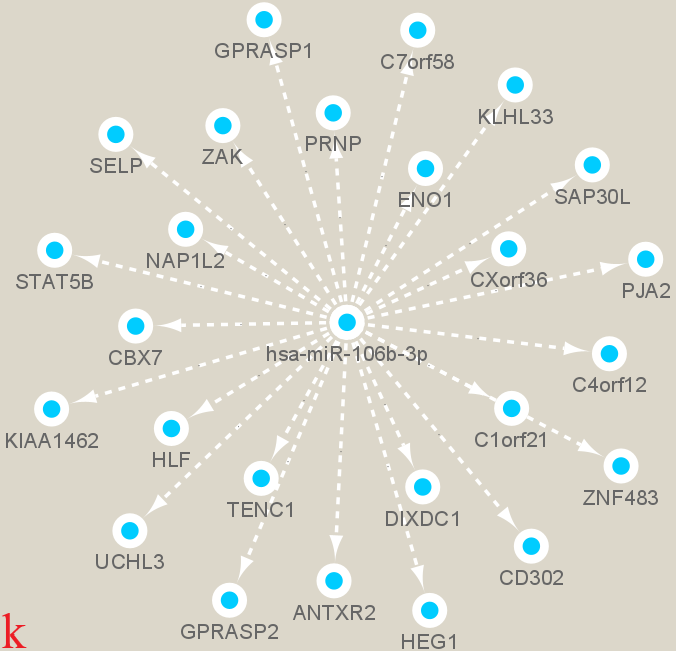 GPRASP1
C7orf58
KLHL33
SELP
ZAK
PRNP
ENO1
SAP30L
STAT5B
NAP1L2
CXorf36
PJA2
CBX7
hsa-miR-106b-3p
C4orf12
KIAA1462
HLF
C1orf21
TENC1
DIXDC1
ZNF483
UCHL3
CD302
GPRASP2
ANTXR2
HEG1
k